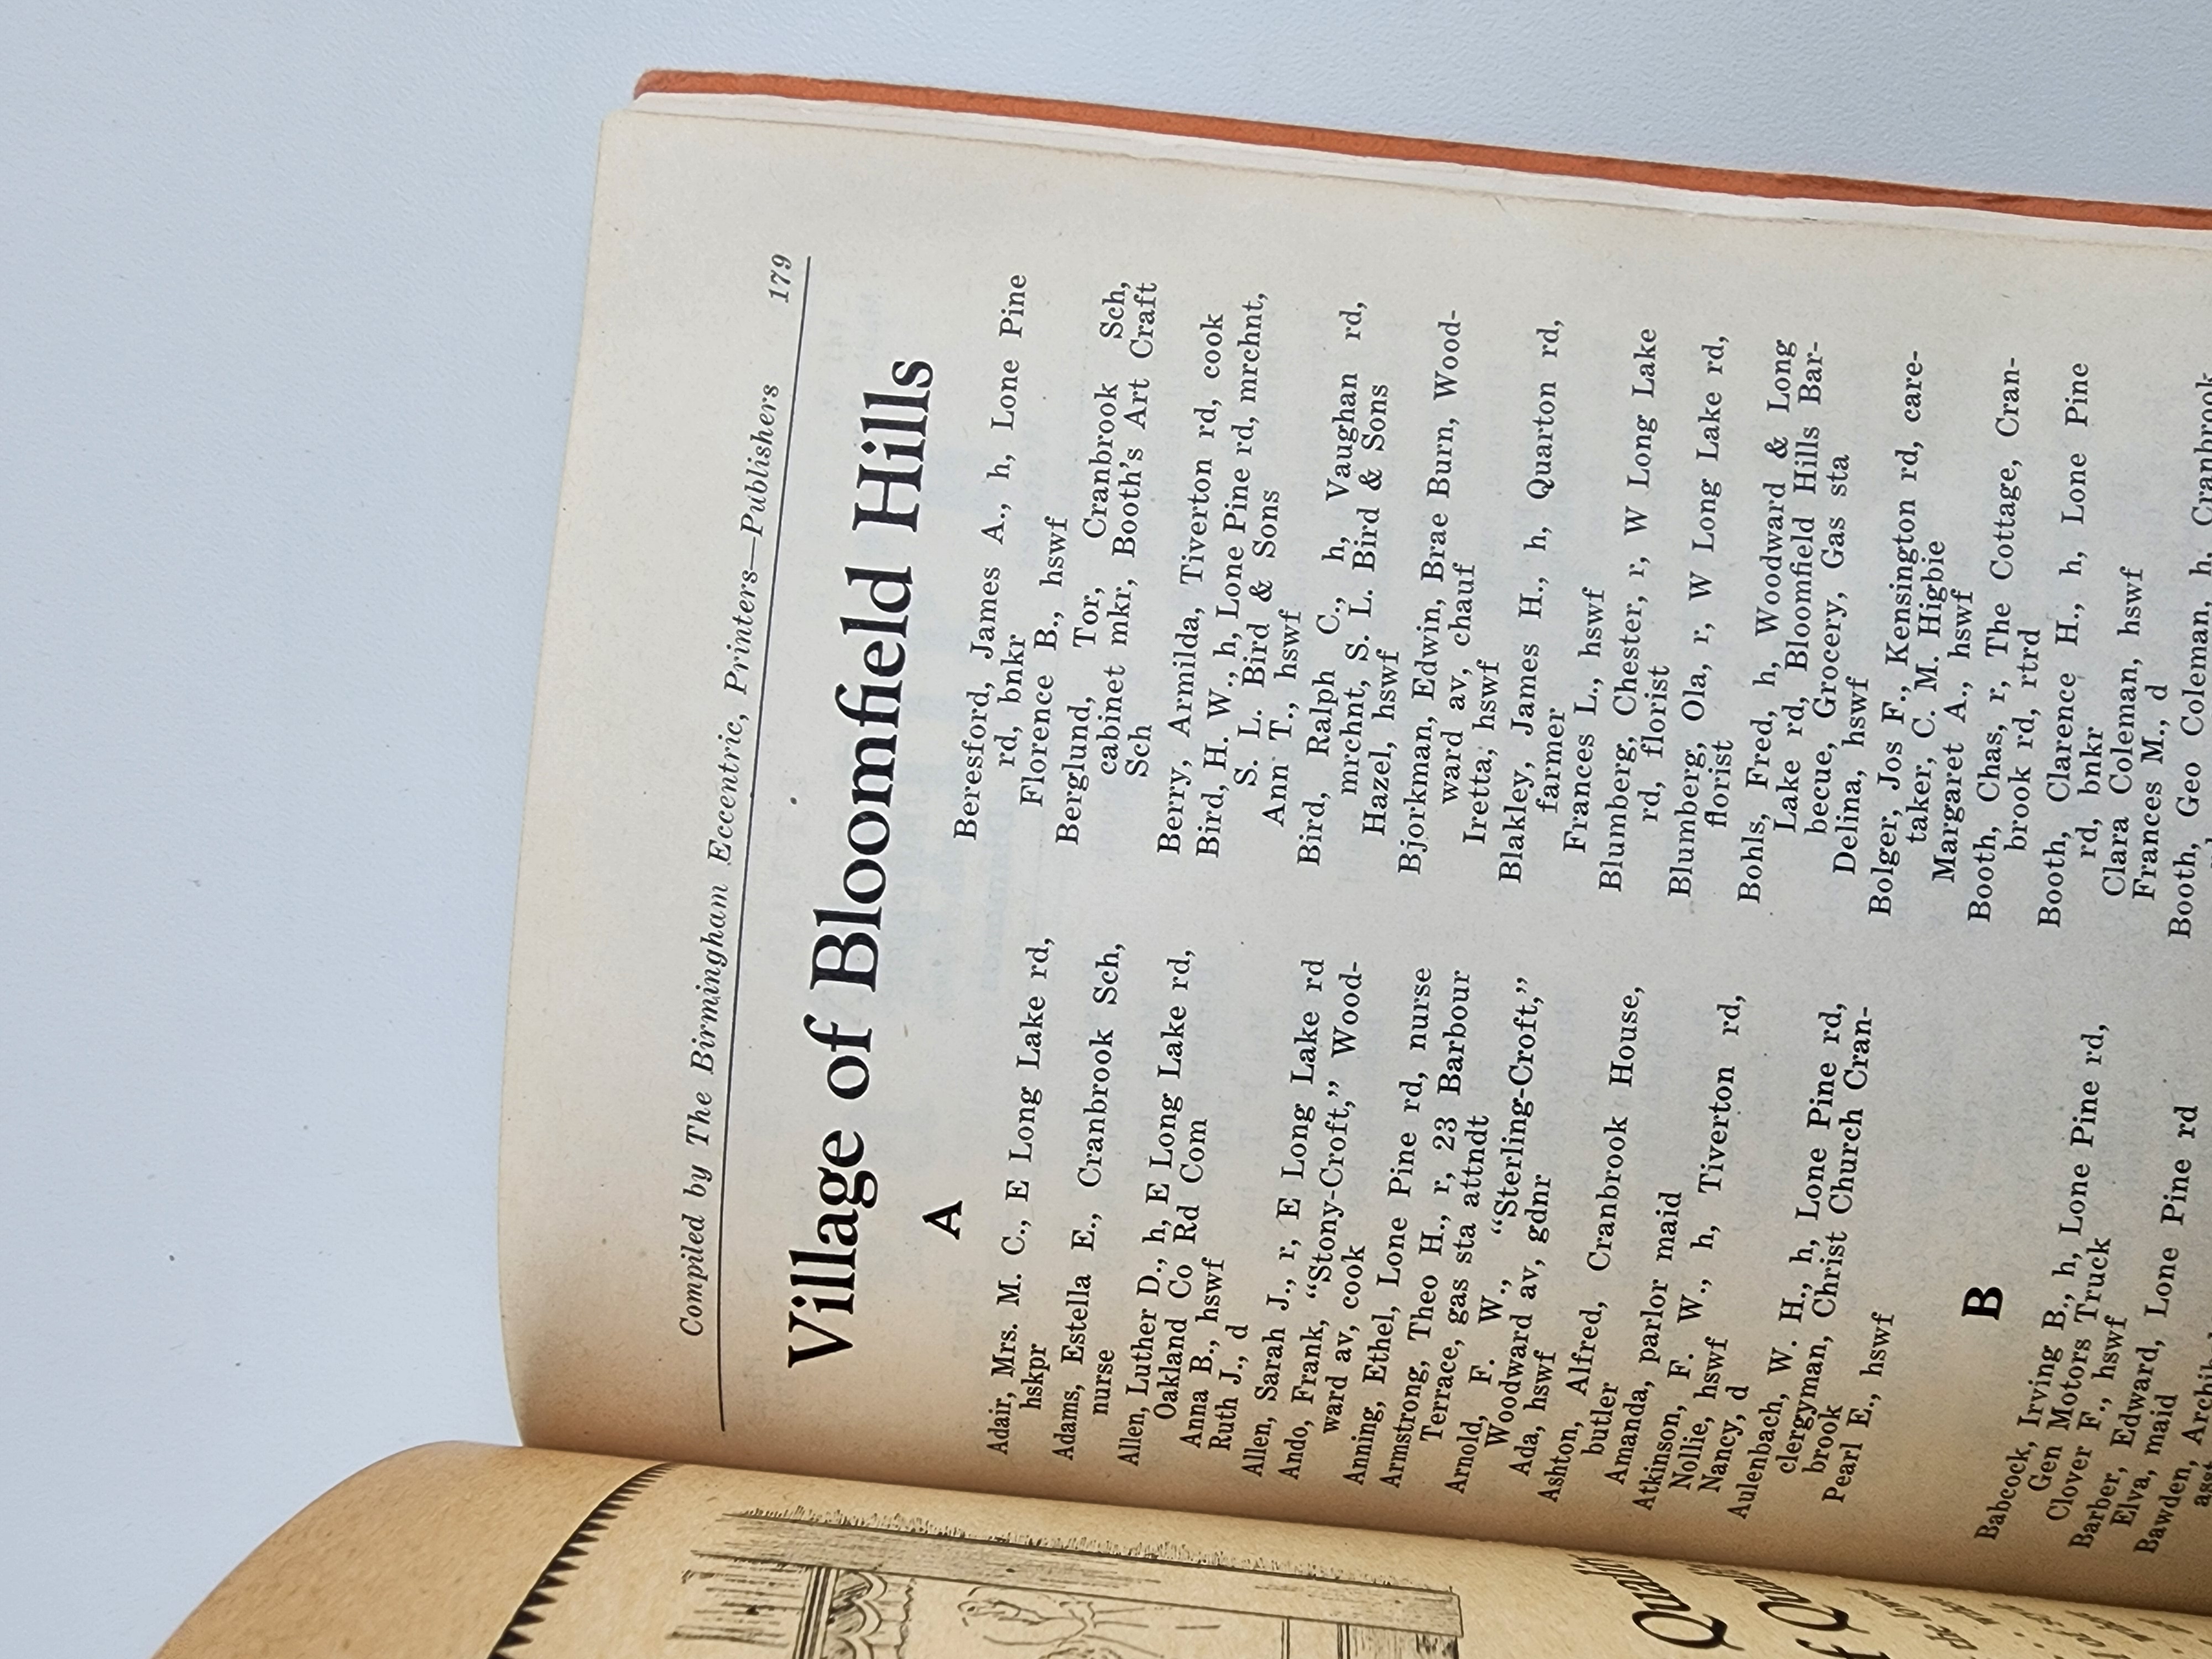 Compiled by The Birmingham Eccentric, Printers—Publishers 179
Village of Bloomfield Hills
A
Adair, Mrs. M. C., E Long Lake rd,
hskpr
Adams, Estella E., Cranbrook Sch,
nurse
Allen, Luther D., h, E Long Lake rd,
Oakland Co Rd Com
Anna B., hswf
Ruth J., d
Allen, Sarah J., r, E Long Lake rd
Ando, Frank, “Stony-Croft,” Wood-
ward av, cook
Anning, Ethel, Lone Pine rd, nurse
Armstrong, Theo H., r, 23 Barbour
Terrace, gas sta attndt
Arnold, F. W., “Sterling-Croft,”
Woodward av, gdnr
Ada, hswf
Ashton, Alfred, Cranbrook House,
butler
Amanda, parlor maid
Atkinson, F. W., h, Tiverton rd,
Nollie, hswf
Nancy, d
Aulenbach, W. H., h, Lone Pine rd,
clergyman, Christ Church Cran-
brook
Pearl E., hswf
B
Babcock, Irving B., h, Lone Pine rd,
Gen Motors Truck
Clover F., hswf
Barber, Edward, Lone Pine rd
Elva, maid
Bawden,
Beresford, James A., h, Lone Pine
rd, bnkr
Florence B., hswf
Berglund, Tor, Cranbrook Sch,
cabinet mkr, Booth's Art Craft
Sch
Berry, Armilda, Tiverton rd, cook
Bird, H. W., h, Lone Pine rd, mrchnt,
S. L. Bird & Sons
Ann T., hswf
Bird, Ralph C., h, Vaughan rd,
mrchnt, S. L. Bird & Sons
Hazel, hswf
Bjorkman, Edwin, Brae Burn, Wood-
ward av, chauf
Iretta, hswf
Blakley, James H., h, Quarton rd,
farmer
Frances L., hswf
Blumberg, Chester, r, W Long Lake
rd, florist
Blumberg, Ola, r, W Long Lake rd,
florist
Bohls, Fred, h, Woodward & Long
Lake rd, Bloomfield Hills Bar-
becue, Grocery, Gas sta
Delina, hswf
Bolger, Jos F., Kensington rd, care-
taker, C. M. Higbie
Margaret A., hswf
Booth, Chas, r, The Cottage, Cran-
brook rd, rtrd
Booth, Clarence H., h, Lone Pine
rd, bnkr
Clara Coleman, hswf
Frances M., d
Booth, Geo Coleman, h, Cranbrook